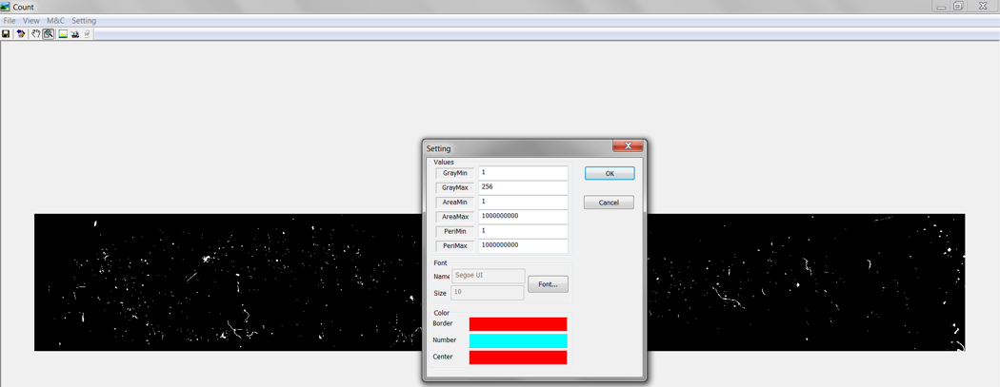 Count
File View M&C Setting
Setting
Values
GrayMin 1
OK
GrayMax 256
AreaMin 1
Cancel
AreaMax 1000000000
PeriMin 1
PeriMax 1000000000
Font
Name Segoe UI
Font...
Size 10
Color
Border
Number
Center